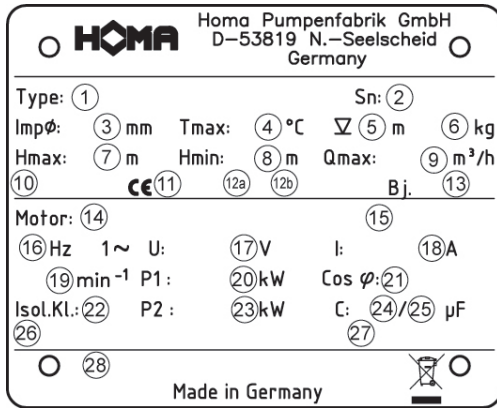 HOMA Homa Pumpenfabrik GmbH
D-53819 N.-Seelscheid
Germany
Type: 1 Sn: 2
ImpØ: 3 mm Tmax: 4 °C 5 m 6 kg
Hmax: 7 m Hmin: 8 m Qmax: 9 m³/h
10 CE 11 12a 12b Bj. 13
Motor: 14 15
16 Hz 1~ U: 17 V I: 18 A
19 min⁻¹ P1: 20 kW Cos φ: 21
Isol.Kl.: 22 P2 : 23 kW C: 24/25 µF
26 27
28
Made in Germany